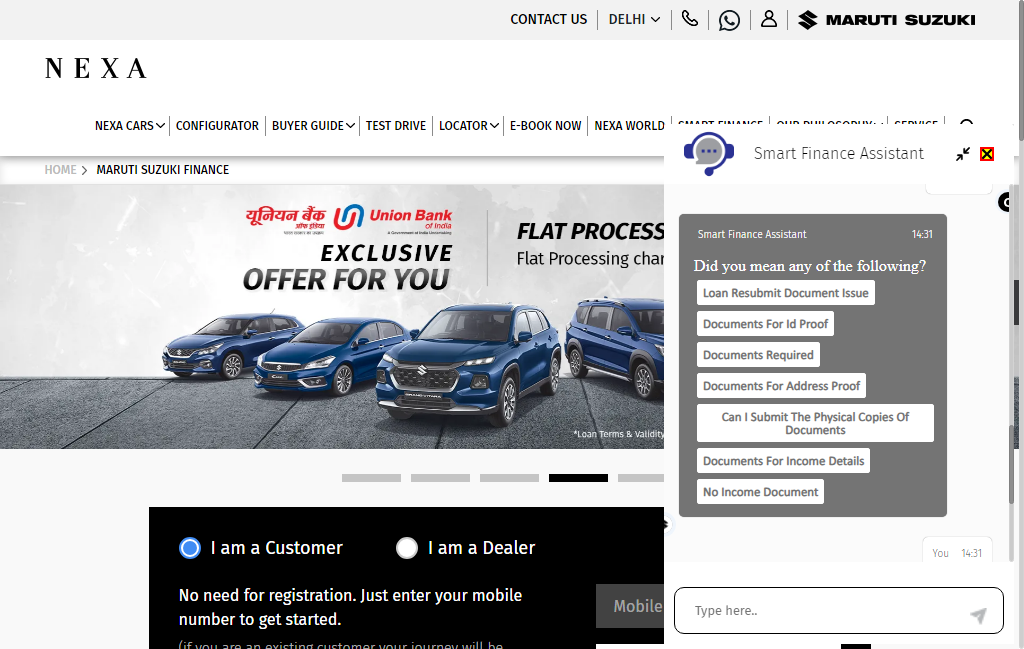 CONTACT US
DELHI
MARUTI SUZUKI
NEXA
NEXA CARS
CONFIGURATOR
BUYER GUIDE
TEST DRIVE
LOCATOR
E-BOOK NOW
NEXA WORLD
SMART FINANCE
OUR PHILOSOPHY
SERVICE
HOME
MARUTI SUZUKI FINANCE
यूनियन बैंक
ऑफ इंडिया
Union Bank
of India
A Government of India Undertaking
EXCLUSIVE
OFFER FOR YOU
FLAT PROCESS
Flat Processing char
GRAND VITARA
*Loan Terms & Validity
Smart Finance Assistant
Smart Finance Assistant
14:31
Did you mean any of the following?
Loan Resubmit Document Issue
Documents For Id Proof
Documents Required
Documents For Address Proof
Can I Submit The Physical Copies Of
Documents
Documents For Income Details
No Income Document
You
14:31
Type here..
I am a Customer
I am a Dealer
No need for registration. Just enter your mobile
number to get started.
(if you are an existing customer your journey will be
Mobile